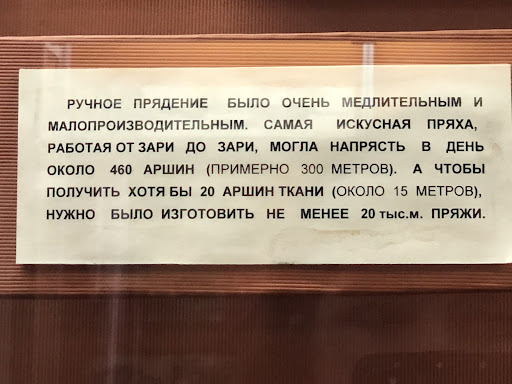 РУЧНОЕ ПРЯДЕНИЕ БЫЛО ОЧЕНЬ МЕДЛИТЕЛЬНЫМ И
МАЛОПРОИЗВОДИТЕЛЬНЫМ. САМАЯ ИСКУСНАЯ ПРЯХА,
РАБОТАЯ ОТ ЗАРИ ДО ЗАРИ, МОГЛА НАПРЯСТЬ В ДЕНЬ
ОКОЛО 460 АРШИН (ПРИМЕРНО 300 МЕТРОВ). А ЧТОБЫ
ПОЛУЧИТЬ ХОТЯ БЫ 20 АРШИН ТКАНИ (ОКОЛО 15 МЕТРОВ),
НУЖНО БЫЛО ИЗГОТОВИТЬ НЕ МЕНЕЕ 20 тыс.м. ПРЯЖИ.